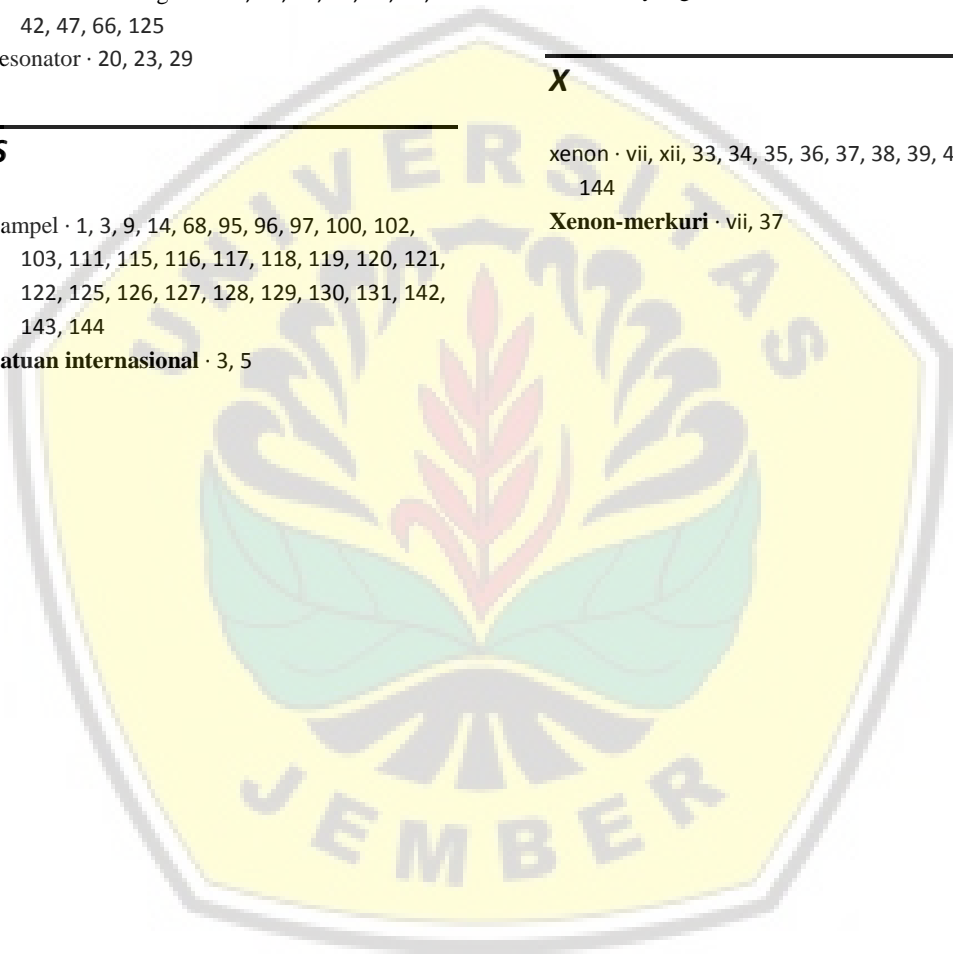 42, 47, 66, 125
esonator · 20, 23, 29
S
ampel · 1, 3, 9, 14, 68, 95, 96, 97, 100, 102,
103, 111, 115, 116, 117, 118, 119, 120, 121,
122, 125, 126, 127, 128, 129, 130, 131, 142,
143, 144
atuan internasional · 3, 5
X
xenon · vii, xii, 33, 34, 35, 36, 37, 38, 39, 4
144
Xenon-merkuri · vii, 37
UNIVERSITAS
JEMBER